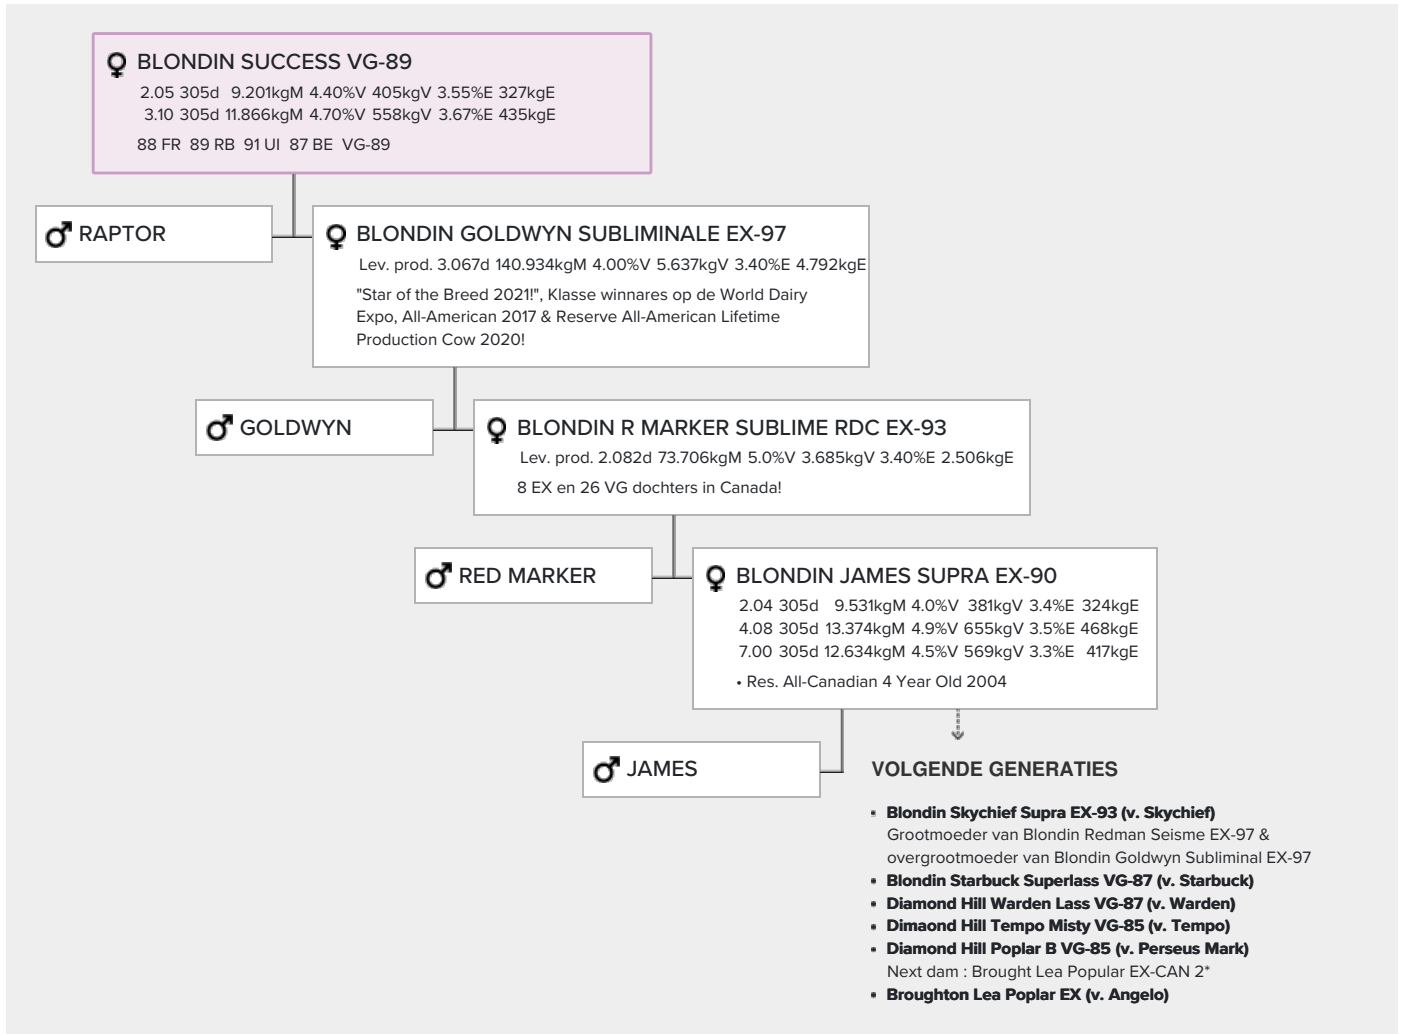 BLONDIN SUCCESS VG-89
2.05 305d 9.201kgM 4.40%V 405kgV 3.55%E 327kgE
3.10 305d 11.866kgM 4.70%V 558kgV 3.67%E 435kgE
88 FR 89 RB 91 UI 87 BE VG-89
RAPTOR
BLONDIN GOLDWYN SUBLIMINALE EX-97
Lev. prod. 3.067d 140.934kgM 4.00%V 5.637kgV 3.40%E 4.792kgE
"Star of the Breed 2021!", Klasse winnares op de World Dairy
Expo, All-American 2017 & Reserve All-American Lifetime
Production Cow 2020!
GOLDWYN
BLONDIN R MARKER SUBLIME RDC EX-93
Lev. prod. 2.082d 73.706kgM 5.0%V 3.685kgV 3.40%E 2.506kgE
8 EX en 26 VG dochters in Canada!
RED MARKER
BLONDIN JAMES SUPRA EX-90
2.04 305d 9.531kgM 4.0%V 381kgV 3.4%E 324kgE
4.08 305d 13.374kgM 4.9%V 655kgV 3.5%E 468kgE
7.00 305d 12.634kgM 4.5%V 569kgV 3.3%E 417kgE
• Res. All-Canadian 4 Year Old 2004
JAMES
VOLGENDE GENERATIES
▪ Blondin Skychief Supra EX-93 (v. Skychief)
Grootmoeder van Blondin Redman Seisme EX-97 &
overgrootmoeder van Blondin Goldwyn Subliminal EX-97
▪ Blondin Starbuck Superlass VG-87 (v. Starbuck)
▪ Diamond Hill Warden Lass VG-87 (v. Warden)
▪ Dimaond Hill Tempo Misty VG-85 (v. Tempo)
▪ Diamond Hill Poplar B VG-85 (v. Perseus Mark)
Next dam : Brought Lea Popular EX-CAN 2*
▪ Broughton Lea Poplar EX (v. Angelo)